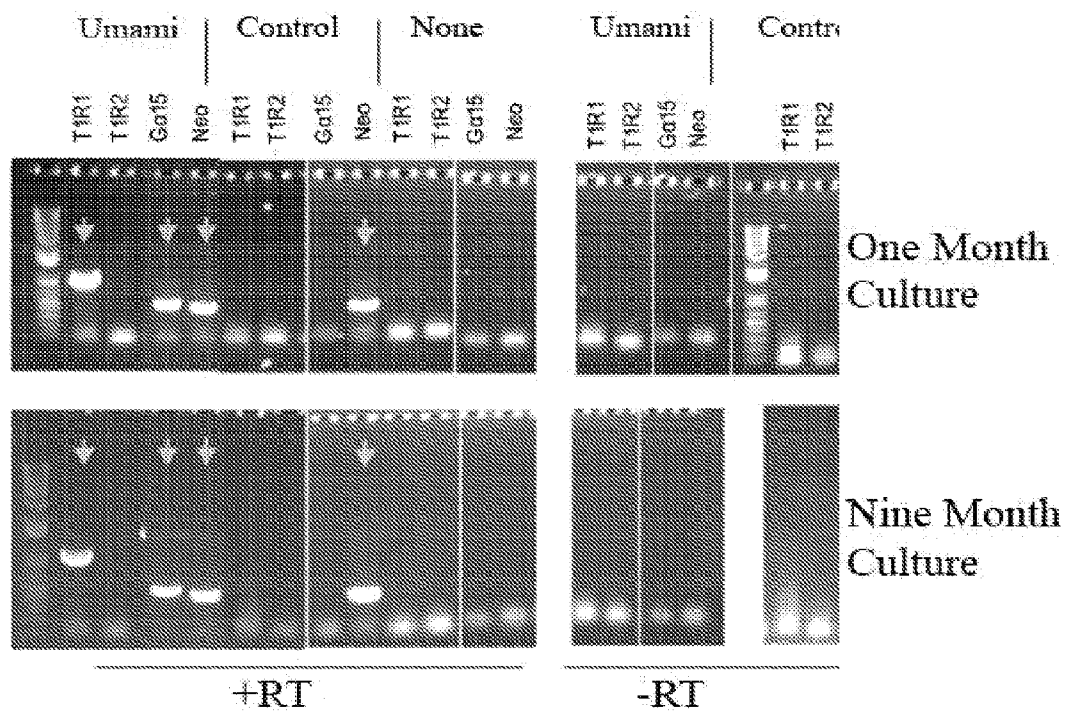 Umami Control None Umami Contro
T1R1 T1R2 Gα15 Neo T1R1 T1R2 Gα15 Neo T1R1 T1R2 Gα15 Neo T1R1 T1R2 Gα15 Neo T1R1 T1R2
One Month
Culture
Nine Month
Culture
+RT -RT